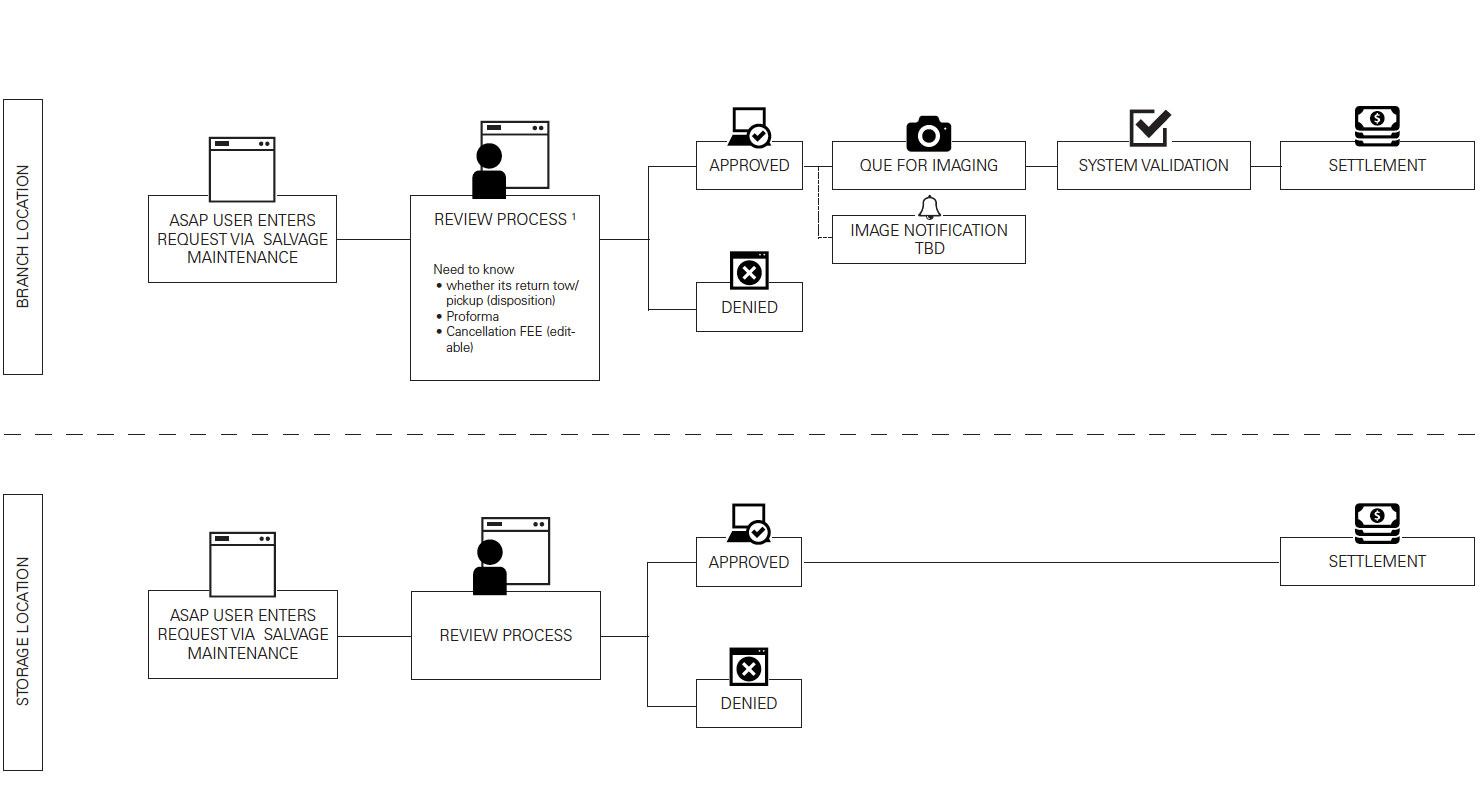 BRANCH LOCATION
ASAP USER ENTERS
REQUEST VIA SALVAGE
MAINTENANCE
REVIEW PROCESS 1
Need to know
• whether its return tow/
pickup (disposition)
• Proforma
• Cancellation FEE (edit-
able)
APPROVED
DENIED
QUE FOR IMAGING
IMAGE NOTIFICATION
TBD
SYSTEM VALIDATION
$
SETTLEMENT
STORAGE LOCATION
ASAP USER ENTERS
REQUEST VIA SALVAGE
MAINTENANCE
REVIEW PROCESS
APPROVED
DENIED
$
SETTLEMENT